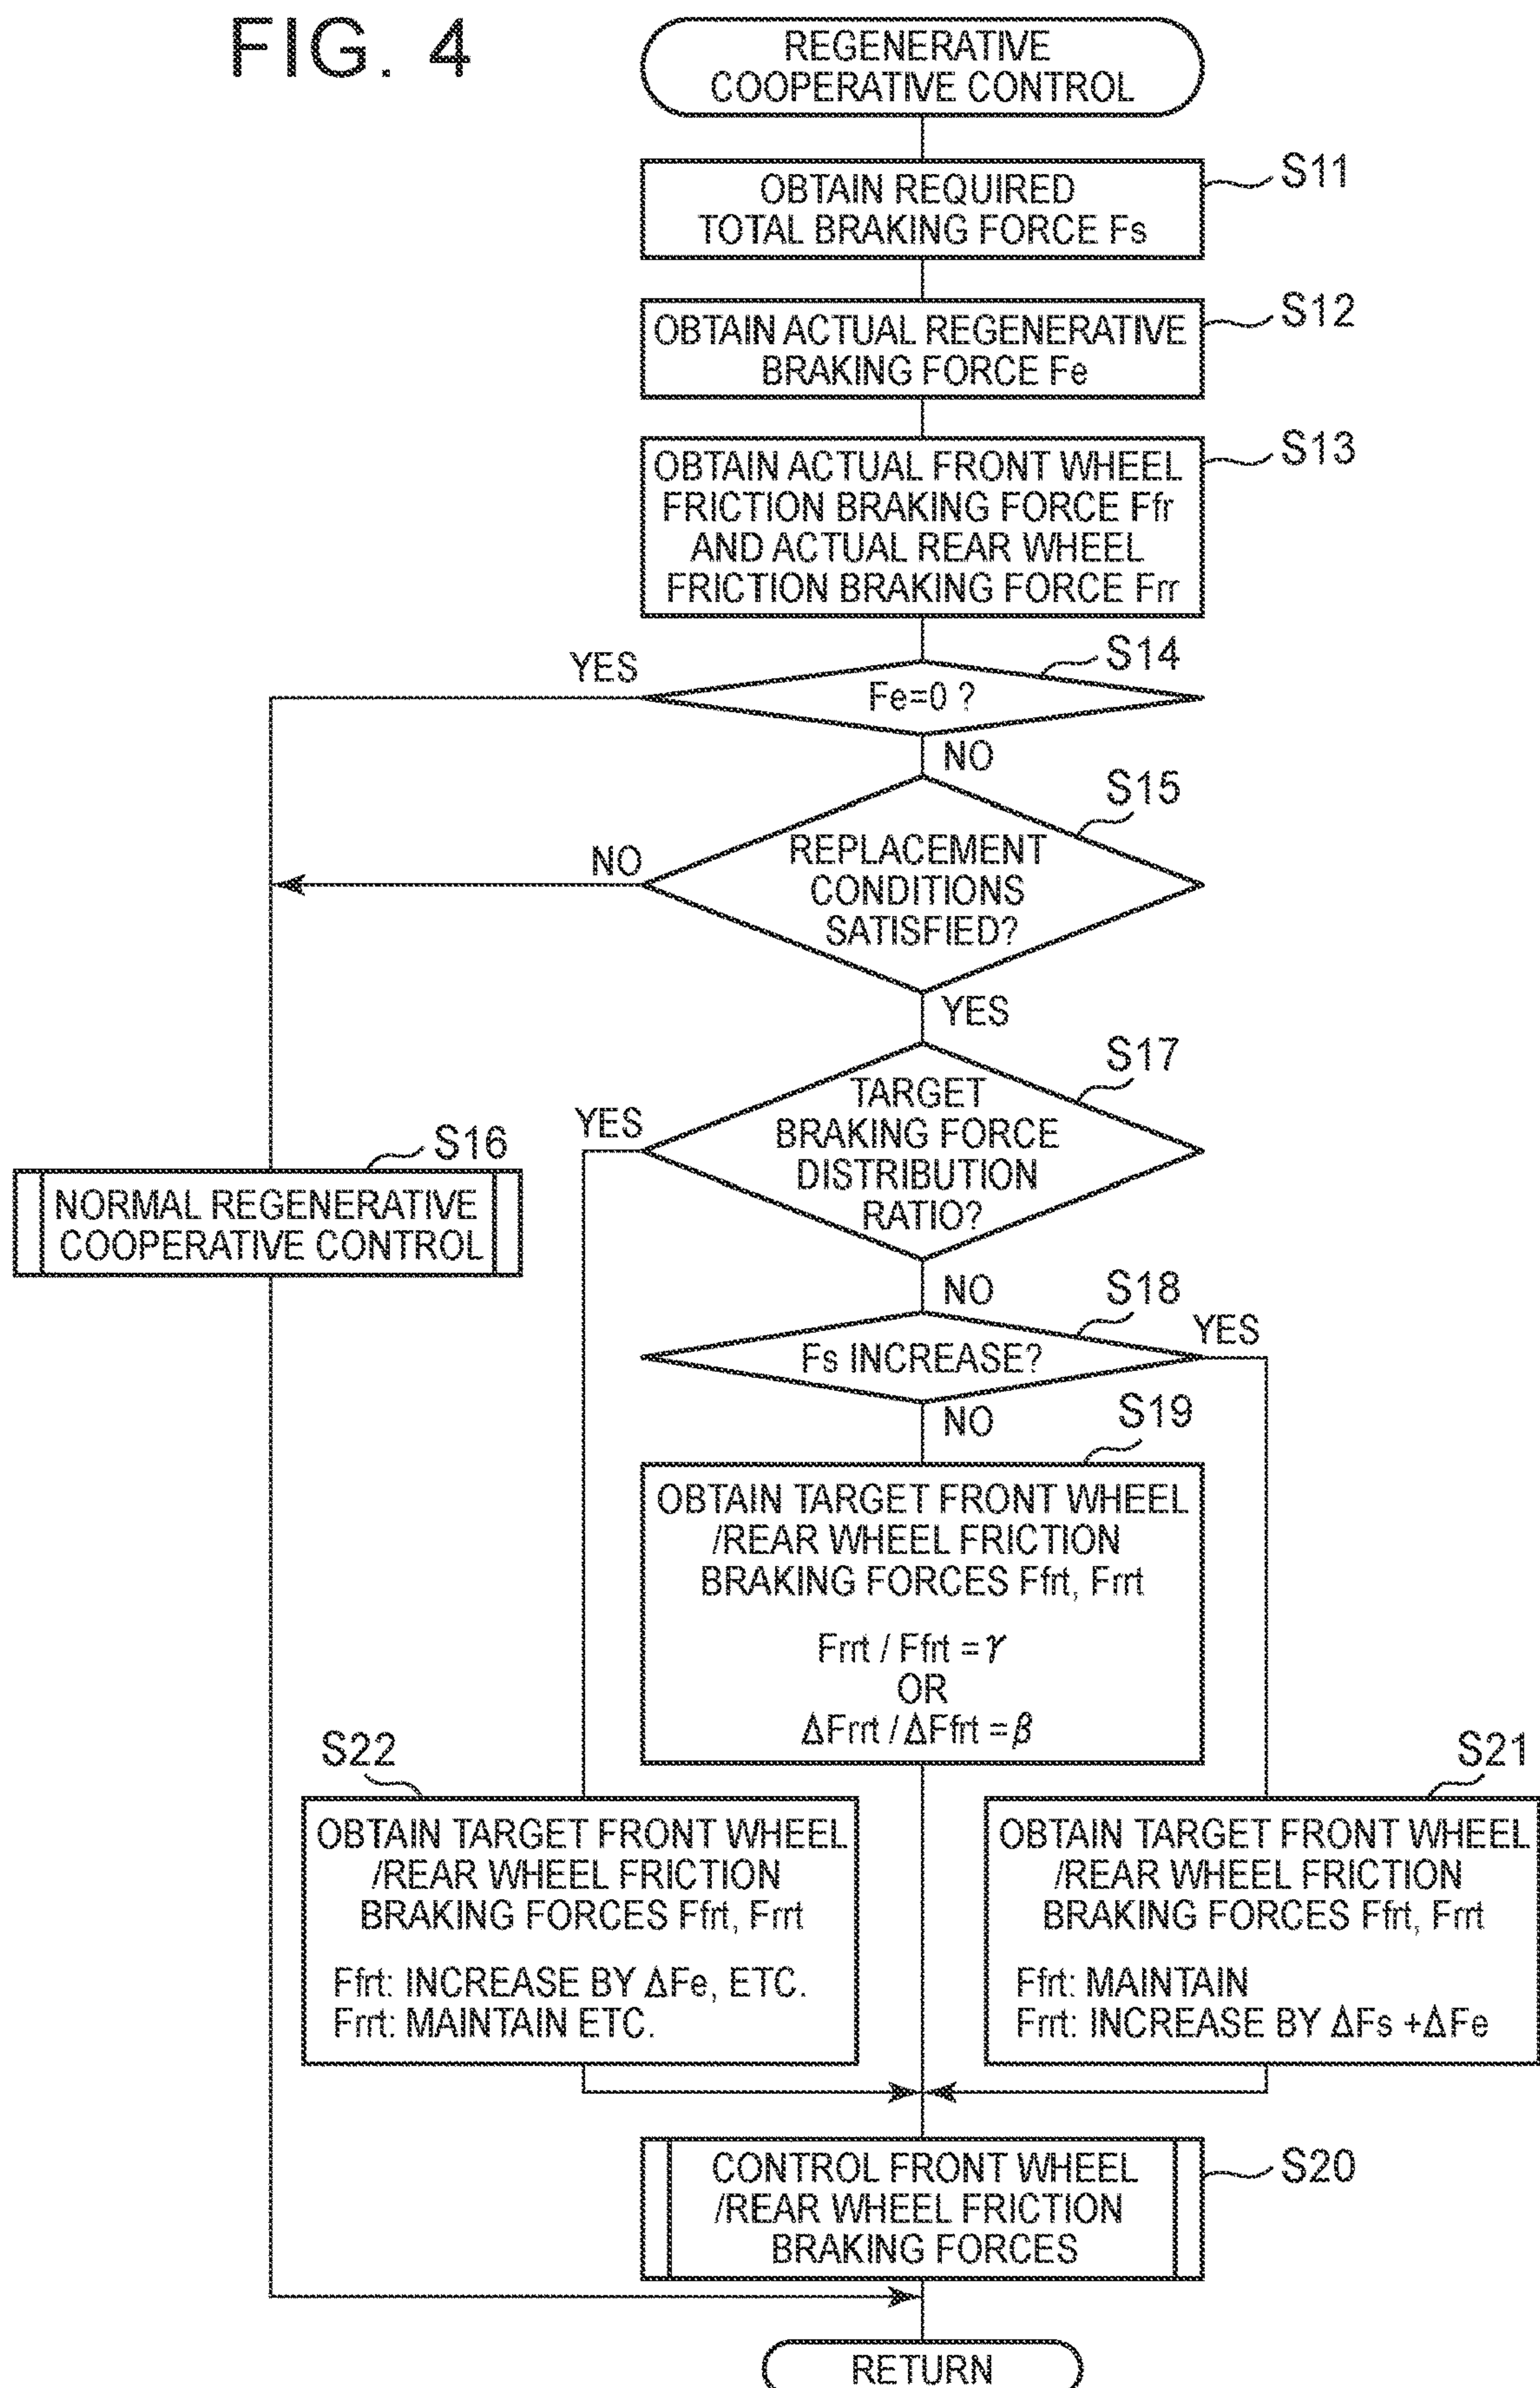 FIG. 4
REGENERATIVE
COOPERATIVE CONTROL
OBTAIN REQUIRED
TOTAL BRAKING FORCE Fs
S11
OBTAIN ACTUAL REGENERATIVE
BRAKING FORCE Fe
S12
OBTAIN ACTUAL FRONT WHEEL
FRICTION BRAKING FORCE Ffr
AND ACTUAL REAR WHEEL
FRICTION BRAKING FORCE Frr
S13
YES
Fe=0 ?
S14
NO
NO
REPLACEMENT
CONDITIONS
SATISFIED?
S15
YES
S16
NORMAL REGENERATIVE
COOPERATIVE CONTROL
YES
TARGET
BRAKING FORCE
DISTRIBUTION
RATIO?
S17
NO
Fs INCREASE?
S18
YES
NO
S19
OBTAIN TARGET FRONT WHEEL
/REAR WHEEL FRICTION
BRAKING FORCES Ffrt, Frrt
Frrt / Ffrt =γ
OR
ΔFrrt / ΔFfrt =β
S22
OBTAIN TARGET FRONT WHEEL
/REAR WHEEL FRICTION
BRAKING FORCES Ffrt, Frrt
Ffrt: INCREASE BY ΔFe, ETC.
Frrt: MAINTAIN ETC.
S21
OBTAIN TARGET FRONT WHEEL
/REAR WHEEL FRICTION
BRAKING FORCES Ffrt, Frrt
Ffrt: MAINTAIN
Frrt: INCREASE BY ΔFs +ΔFe
CONTROL FRONT WHEEL
/REAR WHEEL FRICTION
BRAKING FORCES
S20
RETURN